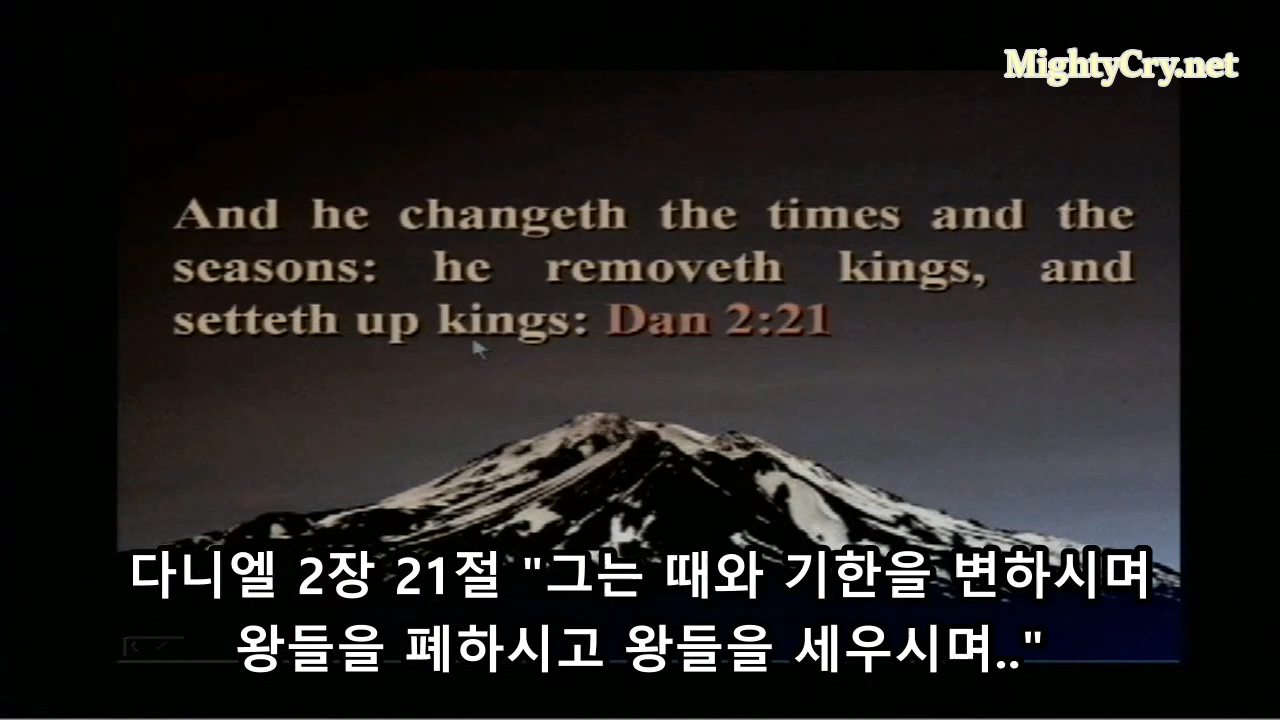 MightyCry.net
And he changeth the times and the
seasons: he removeth kings, and
setteth up kings: Dan 2:21
다니엘 2장 21절 "그는 때와 기한을 변하시며
왕들을 폐하시고 왕들을 세우시며.."